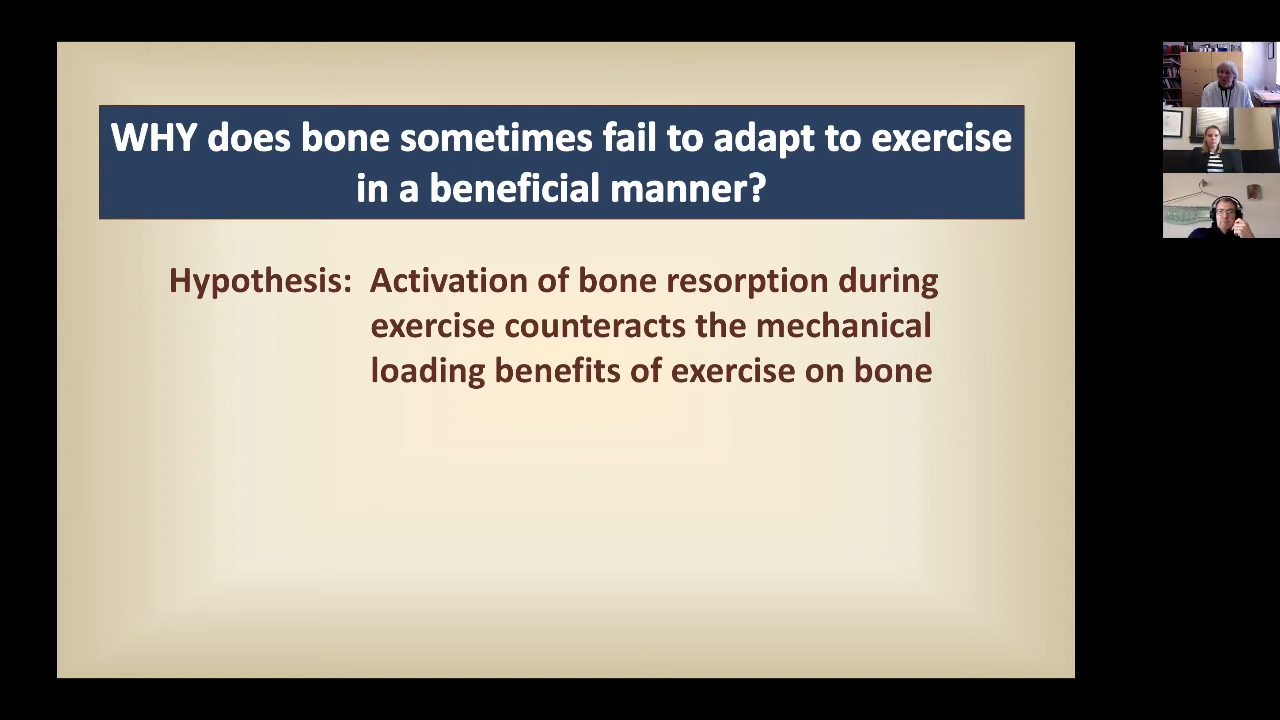 WHY does bone sometimes fail to adapt to exercise
in a beneficial manner?
Hypothesis: Activation of bone resorption during
exercise counteracts the mechanical
loading benefits of exercise on bone